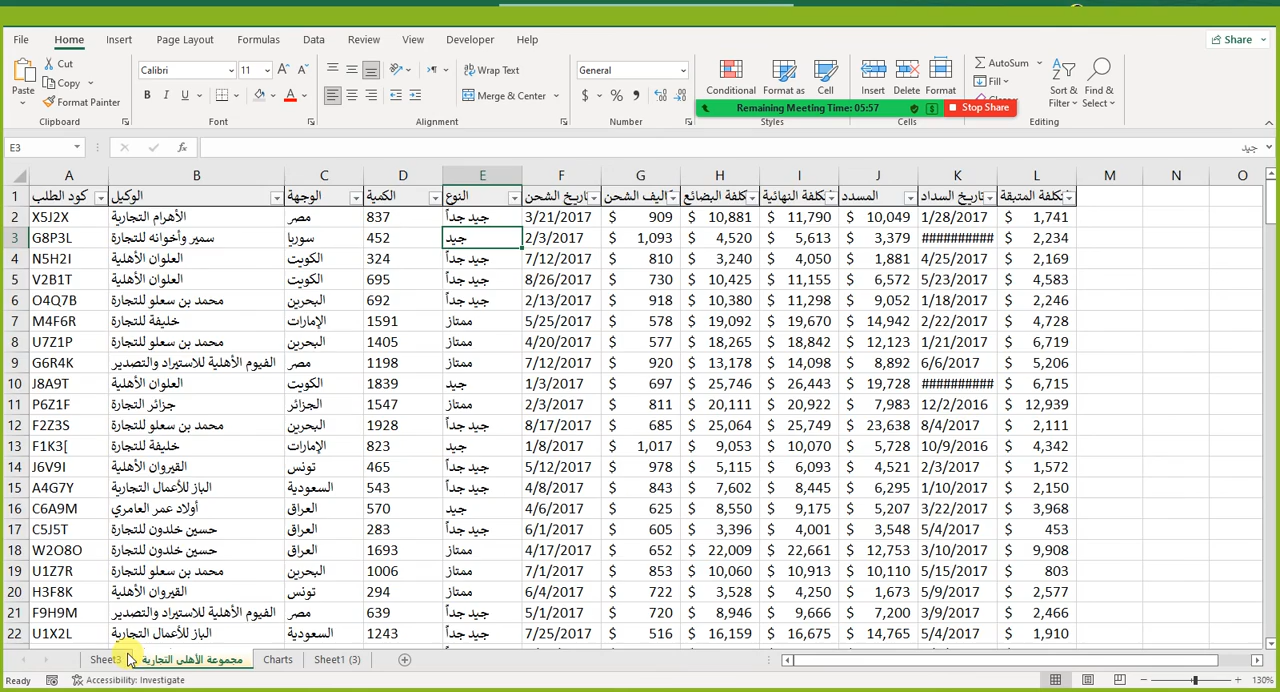 File Home Insert Page Layout Formulas Data Review View Developer Help Share
Cut
Copy
Format Painter
Paste
Calibri 11
B I U
Wrap Text
Merge & Center
General
$ % 9
Conditional Format as Cell Insert Delete Format
AutoSum
Fill
Sort & Find &
Filter Select
Remaining Meeting Time: 05:57 Stop Share
Clipboard Font Alignment Number Styles Cells Editing
E3 fx جيد
A B C D E F G H I J K L M N O
1 كود الطلب الوكيل الوجهة الكمية النوع اريخ الشحن اليف الشحن كلفة البضائع كلفة النهائية المسدد اريخ السداد كلفة المتبقة
2 X5J2X الأهرام التجارية مصر 837 جيد جداً 3/21/2017 $ 909 $ 10,881 $ 11,790 $ 10,049 1/28/2017 $ 1,741
3 G8P3L سمير وأخوانه للتجارة سوريا 452 جيد 2/3/2017 $ 1,093 $ 4,520 $ 5,613 $ 3,379 ########## $ 2,234
4 N5H2I العلوان الأهلية الكويت 324 جيد جداً 7/12/2017 $ 810 $ 3,240 $ 4,050 $ 1,881 4/25/2017 $ 2,169
5 V2B1T العلوان الأهلية الكويت 695 جيد جداً 8/26/2017 $ 730 $ 10,425 $ 11,155 $ 6,572 5/23/2017 $ 4,583
6 O4Q7B محمد بن سعلو للتجارة البحرين 692 جيد جداً 2/13/2017 $ 918 $ 10,380 $ 11,298 $ 9,052 1/18/2017 $ 2,246
7 M4F6R خليفة للتجارة الإمارات 1591 ممتاز 5/25/2017 $ 578 $ 19,092 $ 19,670 $ 14,942 2/22/2017 $ 4,728
8 U7Z1P محمد بن سعلو للتجارة البحرين 1405 ممتاز 4/20/2017 $ 577 $ 18,265 $ 18,842 $ 12,123 1/21/2017 $ 6,719
9 G6R4K الفيوم الأهلية للاستيراد والتصدير مصر 1198 ممتاز 7/12/2017 $ 920 $ 13,178 $ 14,098 $ 8,892 6/6/2017 $ 5,206
10 J8A9T العلوان الأهلية الكويت 1839 جيد 1/3/2017 $ 697 $ 25,746 $ 26,443 $ 19,728 ########## $ 6,715
11 P6Z1F جزائر التجارة الجزائر 1547 ممتاز 2/3/2017 $ 811 $ 20,111 $ 20,922 $ 7,983 12/2/2016 $ 12,939
12 F2Z3S محمد بن سعلو للتجارة البحرين 1928 جيد جداً 8/17/2017 $ 685 $ 25,064 $ 25,749 $ 23,638 8/4/2017 $ 2,111
13 F1K3[ خليفة للتجارة الإمارات 823 جيد 1/8/2017 $ 1,017 $ 9,053 $ 10,070 $ 5,728 10/9/2016 $ 4,342
14 J6V9I القيروان الأهلية تونس 465 جيد جداً 5/12/2017 $ 978 $ 5,115 $ 6,093 $ 4,521 2/3/2017 $ 1,572
15 A4G7Y الباز للأعمال التجارية السعودية 543 جيد جداً 4/8/2017 $ 843 $ 7,602 $ 8,445 $ 6,295 1/10/2017 $ 2,150
16 C6A9M أولاد عمر العامري العراق 570 جيد 4/6/2017 $ 625 $ 8,550 $ 9,175 $ 5,207 3/22/2017 $ 3,968
17 C5J5T حسين خلدون للتجارة العراق 283 جيد جداً 6/1/2017 $ 605 $ 3,396 $ 4,001 $ 3,548 5/4/2017 $ 453
18 W2O8O حسين خلدون للتجارة العراق 1693 ممتاز 4/17/2017 $ 652 $ 22,009 $ 22,661 $ 12,753 3/10/2017 $ 9,908
19 U1Z7R محمد بن سعلو للتجارة البحرين 1006 ممتاز 7/1/2017 $ 853 $ 10,060 $ 10,913 $ 10,110 5/15/2017 $ 803
20 H3F8K القيروان الأهلية تونس 294 ممتاز 6/4/2017 $ 722 $ 3,528 $ 4,250 $ 1,673 5/9/2017 $ 2,577
21 F9H9M الفيوم الأهلية للاستيراد والتصدير مصر 639 جيد جداً 5/1/2017 $ 720 $ 8,946 $ 9,666 $ 7,200 3/9/2017 $ 2,466
22 U1X2L الباز للأعمال التجارية السعودية 1243 جيد جداً 7/25/2017 $ 516 $ 16,159 $ 16,675 $ 14,765 5/4/2017 $ 1,910
Sheet3 مجموعة الأهلي التجارية Charts Sheet1 (3)
Ready Accessibility: Investigate 130%